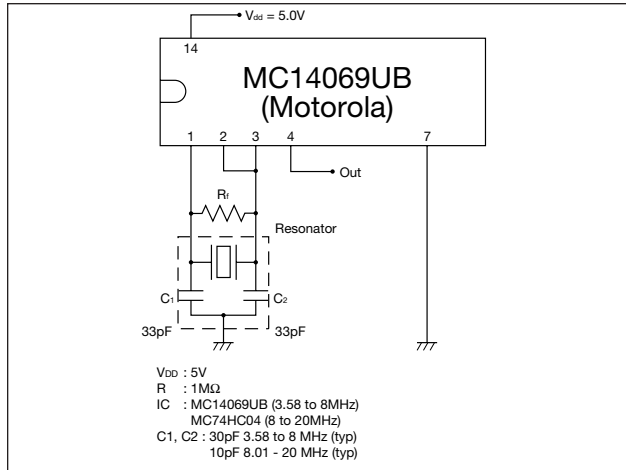 Vdd = 5.0V
14
MC14069UB
(Motorola)
1 2 3 4 7
Out
Rf
Resonator
C1 C2
33pF 33pF
VDD : 5V
R : 1MΩ
IC : MC14069UB (3.58 to 8MHz)
MC74HC04 (8 to 20MHz)
C1, C2 : 30pF 3.58 to 8 MHz (typ)
10pF 8.01 - 20 MHz (typ)